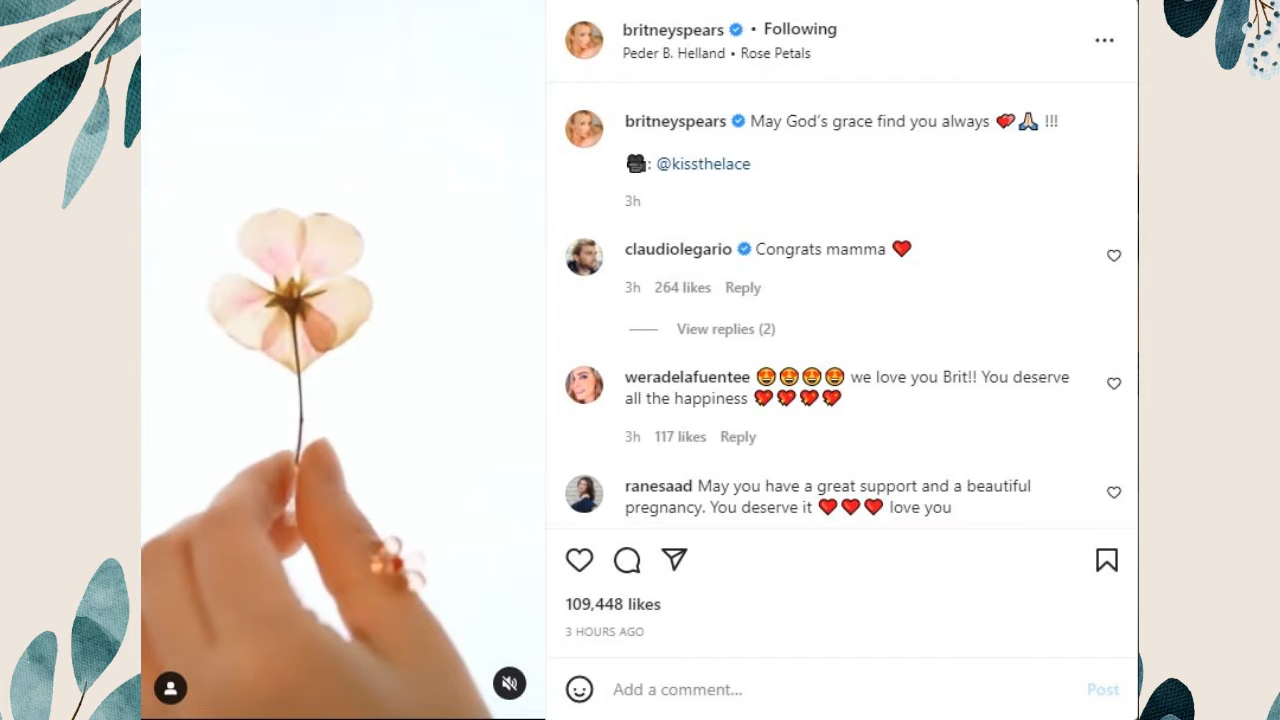 britneyspears • Following
Peder B. Helland • Rose Petals
britneyspears May God's grace find you always 💕🙏🏻 !!!
🎥: @kissthelace
3h
claudiolegario Congrats mamma ❤️
3h 264 likes Reply
View replies (2)
weradelafuentee 😍😍😍😍 we love you Brit!! You deserve
all the happiness 💖💖💖💖
3h 117 likes Reply
ranesaad May you have a great support and a beautiful
pregnancy. You deserve it ❤️❤️❤️ love you
109,448 likes
3 HOURS AGO
Add a comment...
Post